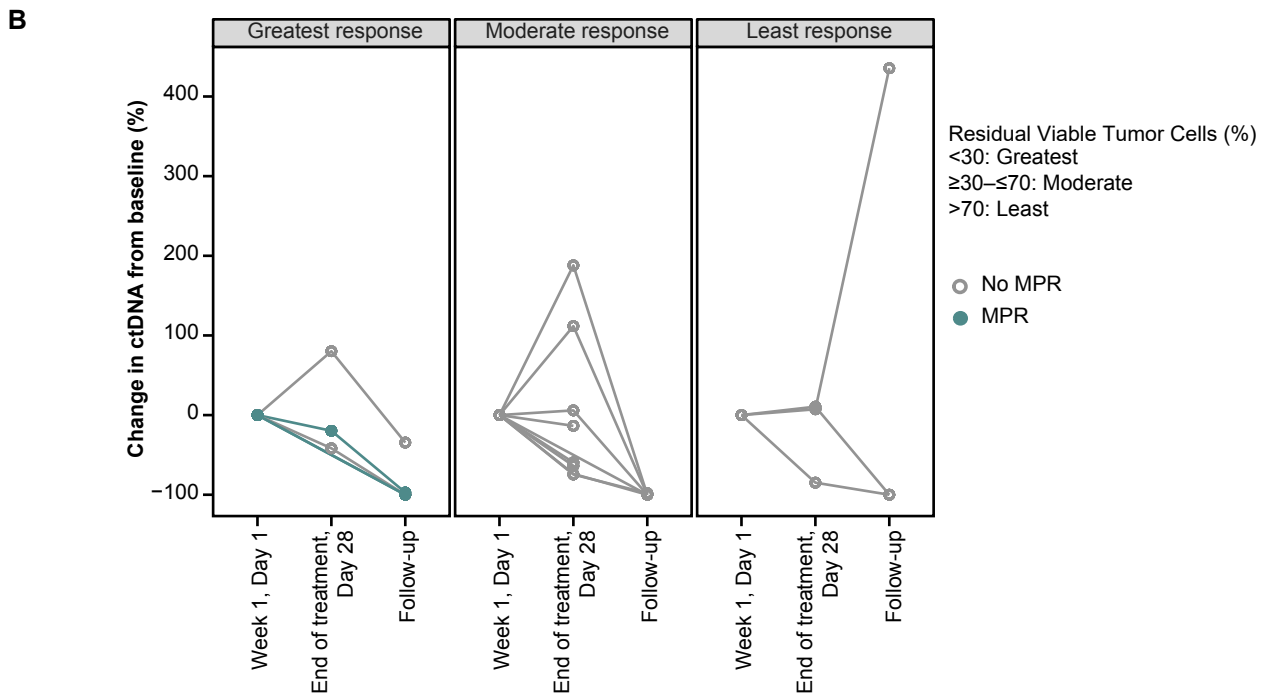 B
Greatest response
Moderate response
Least response
Change in ctDNA from baseline (%)
400
300
200
100
0
−100
Week 1, Day 1
End of treatment,
Day 28
Follow-up
Week 1, Day 1
End of treatment,
Day 28
Follow-up
Week 1, Day 1
End of treatment,
Day 28
Follow-up
Residual Viable Tumor Cells (%)
<30: Greatest
≥30–≤70: Moderate
>70: Least
No MPR
MPR